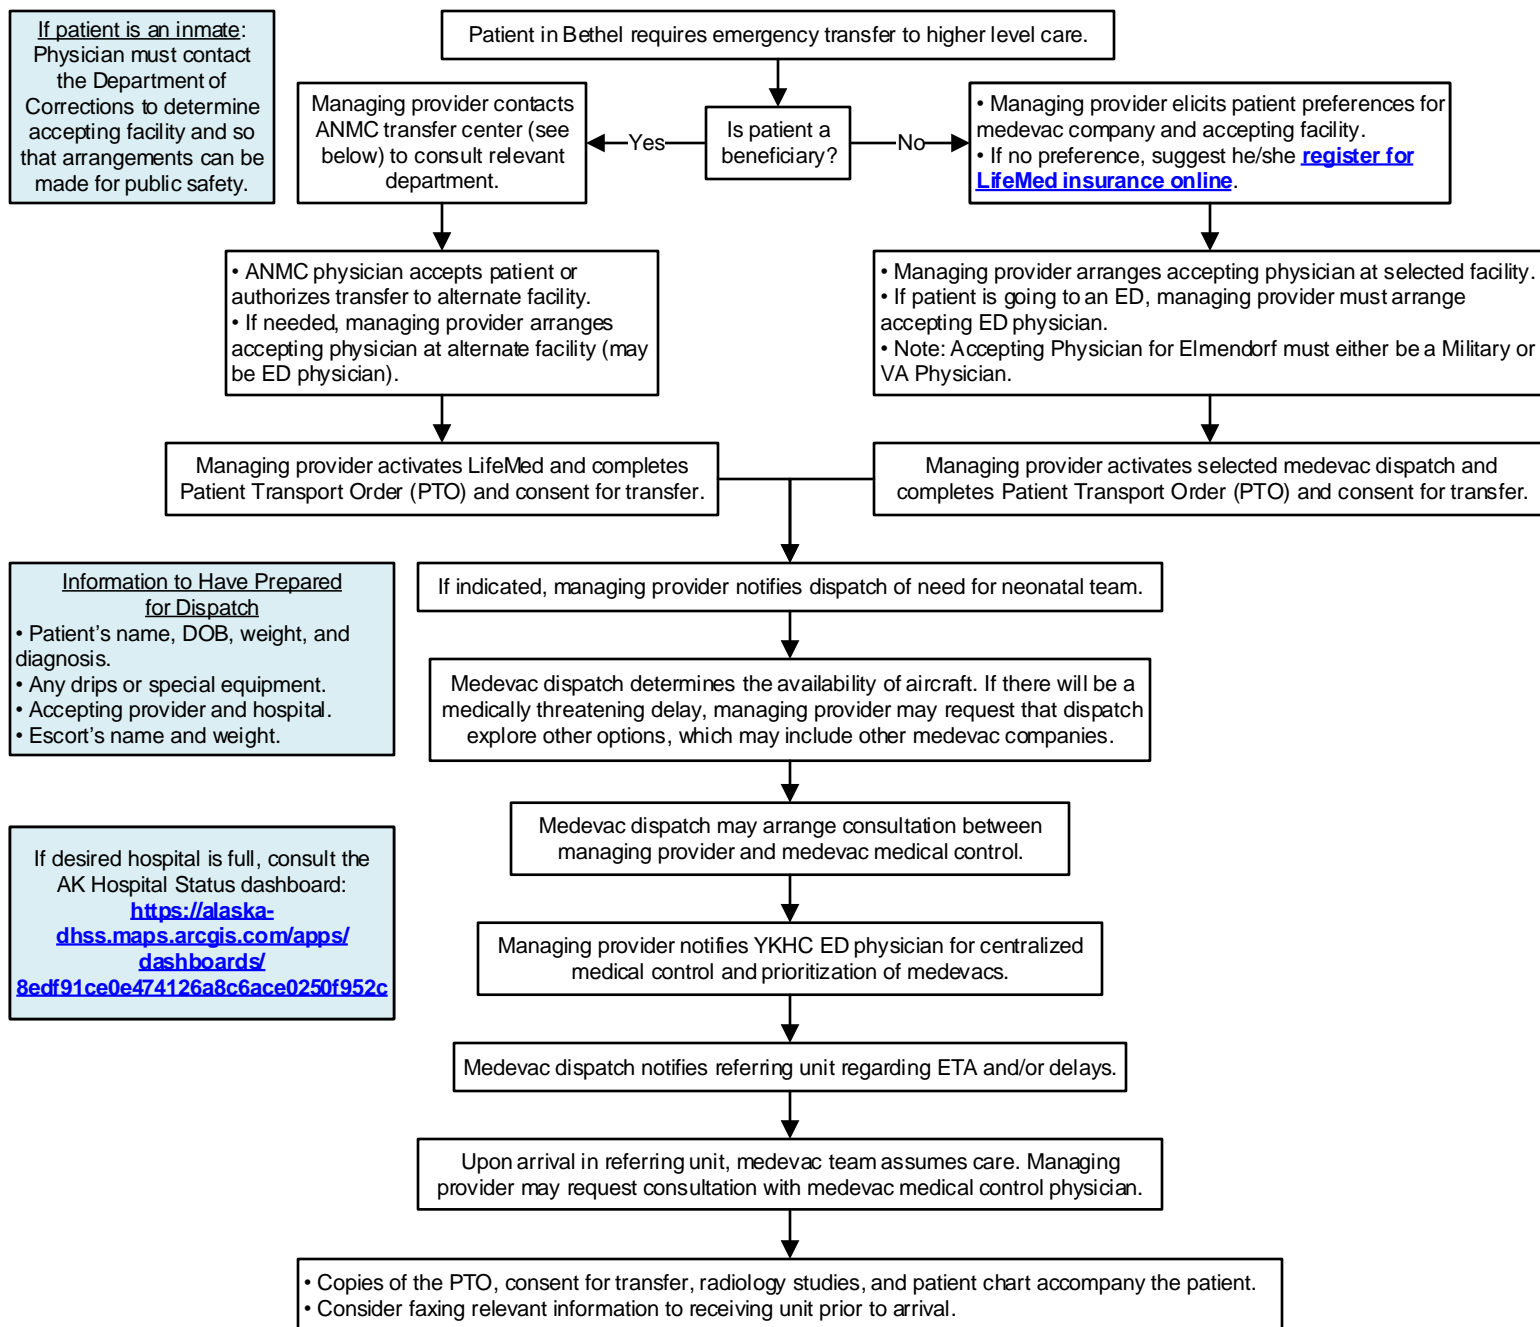 If patient is an inmate:
Physician must contact
the Department of
Corrections to determine
accepting facility and so
that arrangements can be
made for public safety.
Patient in Bethel requires emergency transfer to higher level care.
Managing provider contacts
ANMC transfer center (see
below) to consult relevant
department.
Yes
Is patient a
beneficiary?
No
• Managing provider elicits patient preferences for
medevac company and accepting facility.
• If no preference, suggest he/she register for
LifeMed insurance online.
• ANMC physician accepts patient or
authorizes transfer to alternate facility.
• If needed, managing provider arranges
accepting physician at alternate facility (may
be ED physician).
• Managing provider arranges accepting physician at selected facility.
• If patient is going to an ED, managing provider must arrange
accepting ED physician.
• Note: Accepting Physician for Elmendorf must either be a Military or
VA Physician.
Managing provider activates LifeMed and completes
Patient Transport Order (PTO) and consent for transfer.
Managing provider activates selected medevac dispatch and
completes Patient Transport Order (PTO) and consent for transfer.
Information to Have Prepared
for Dispatch
• Patient's name, DOB, weight, and
diagnosis.
• Any drips or special equipment.
• Accepting provider and hospital.
• Escort's name and weight.
If indicated, managing provider notifies dispatch of need for neonatal team.
Medevac dispatch determines the availability of aircraft. If there will be a
medically threatening delay, managing provider may request that dispatch
explore other options, which may include other medevac companies.
If desired hospital is full, consult the
AK Hospital Status dashboard:
https://alaska-
dhss.maps.arcgis.com/apps/
dashboards/
8edf91ce0e474126a8c6ace0250f952c
Medevac dispatch may arrange consultation between
managing provider and medevac medical control.
Managing provider notifies YKHC ED physician for centralized
medical control and prioritization of medevacs.
Medevac dispatch notifies referring unit regarding ETA and/or delays.
Upon arrival in referring unit, medevac team assumes care. Managing
provider may request consultation with medevac medical control physician.
• Copies of the PTO, consent for transfer, radiology studies, and patient chart accompany the patient.
• Consider faxing relevant information to receiving unit prior to arrival.